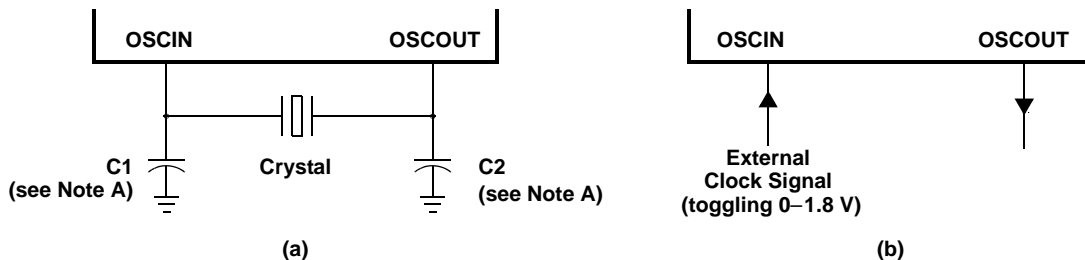 OSCIN OSCOUT
C1
(see Note A)
Crystal
C2
(see Note A)
(a)
OSCIN OSCOUT
External
Clock Signal
(toggling 0–1.8 V)
(b)